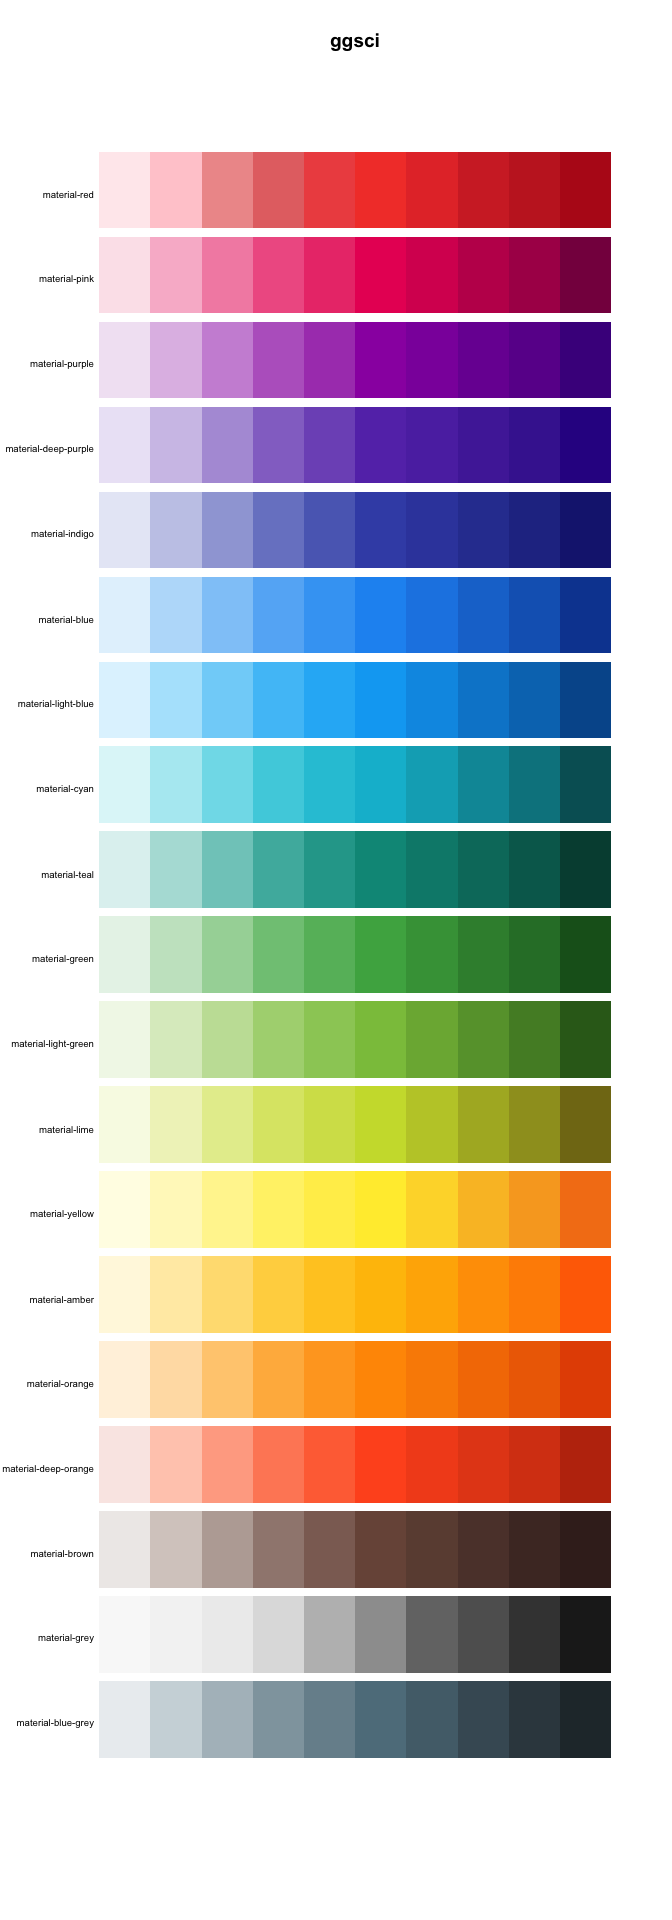 ggsci
material-red
material-pink
material-purple
material-deep-purple
material-indigo
material-blue
material-light-blue
material-cyan
material-teal
material-green
material-light-green
material-lime
material-yellow
material-amber
material-orange
material-deep-orange
material-brown
material-grey
material-blue-grey